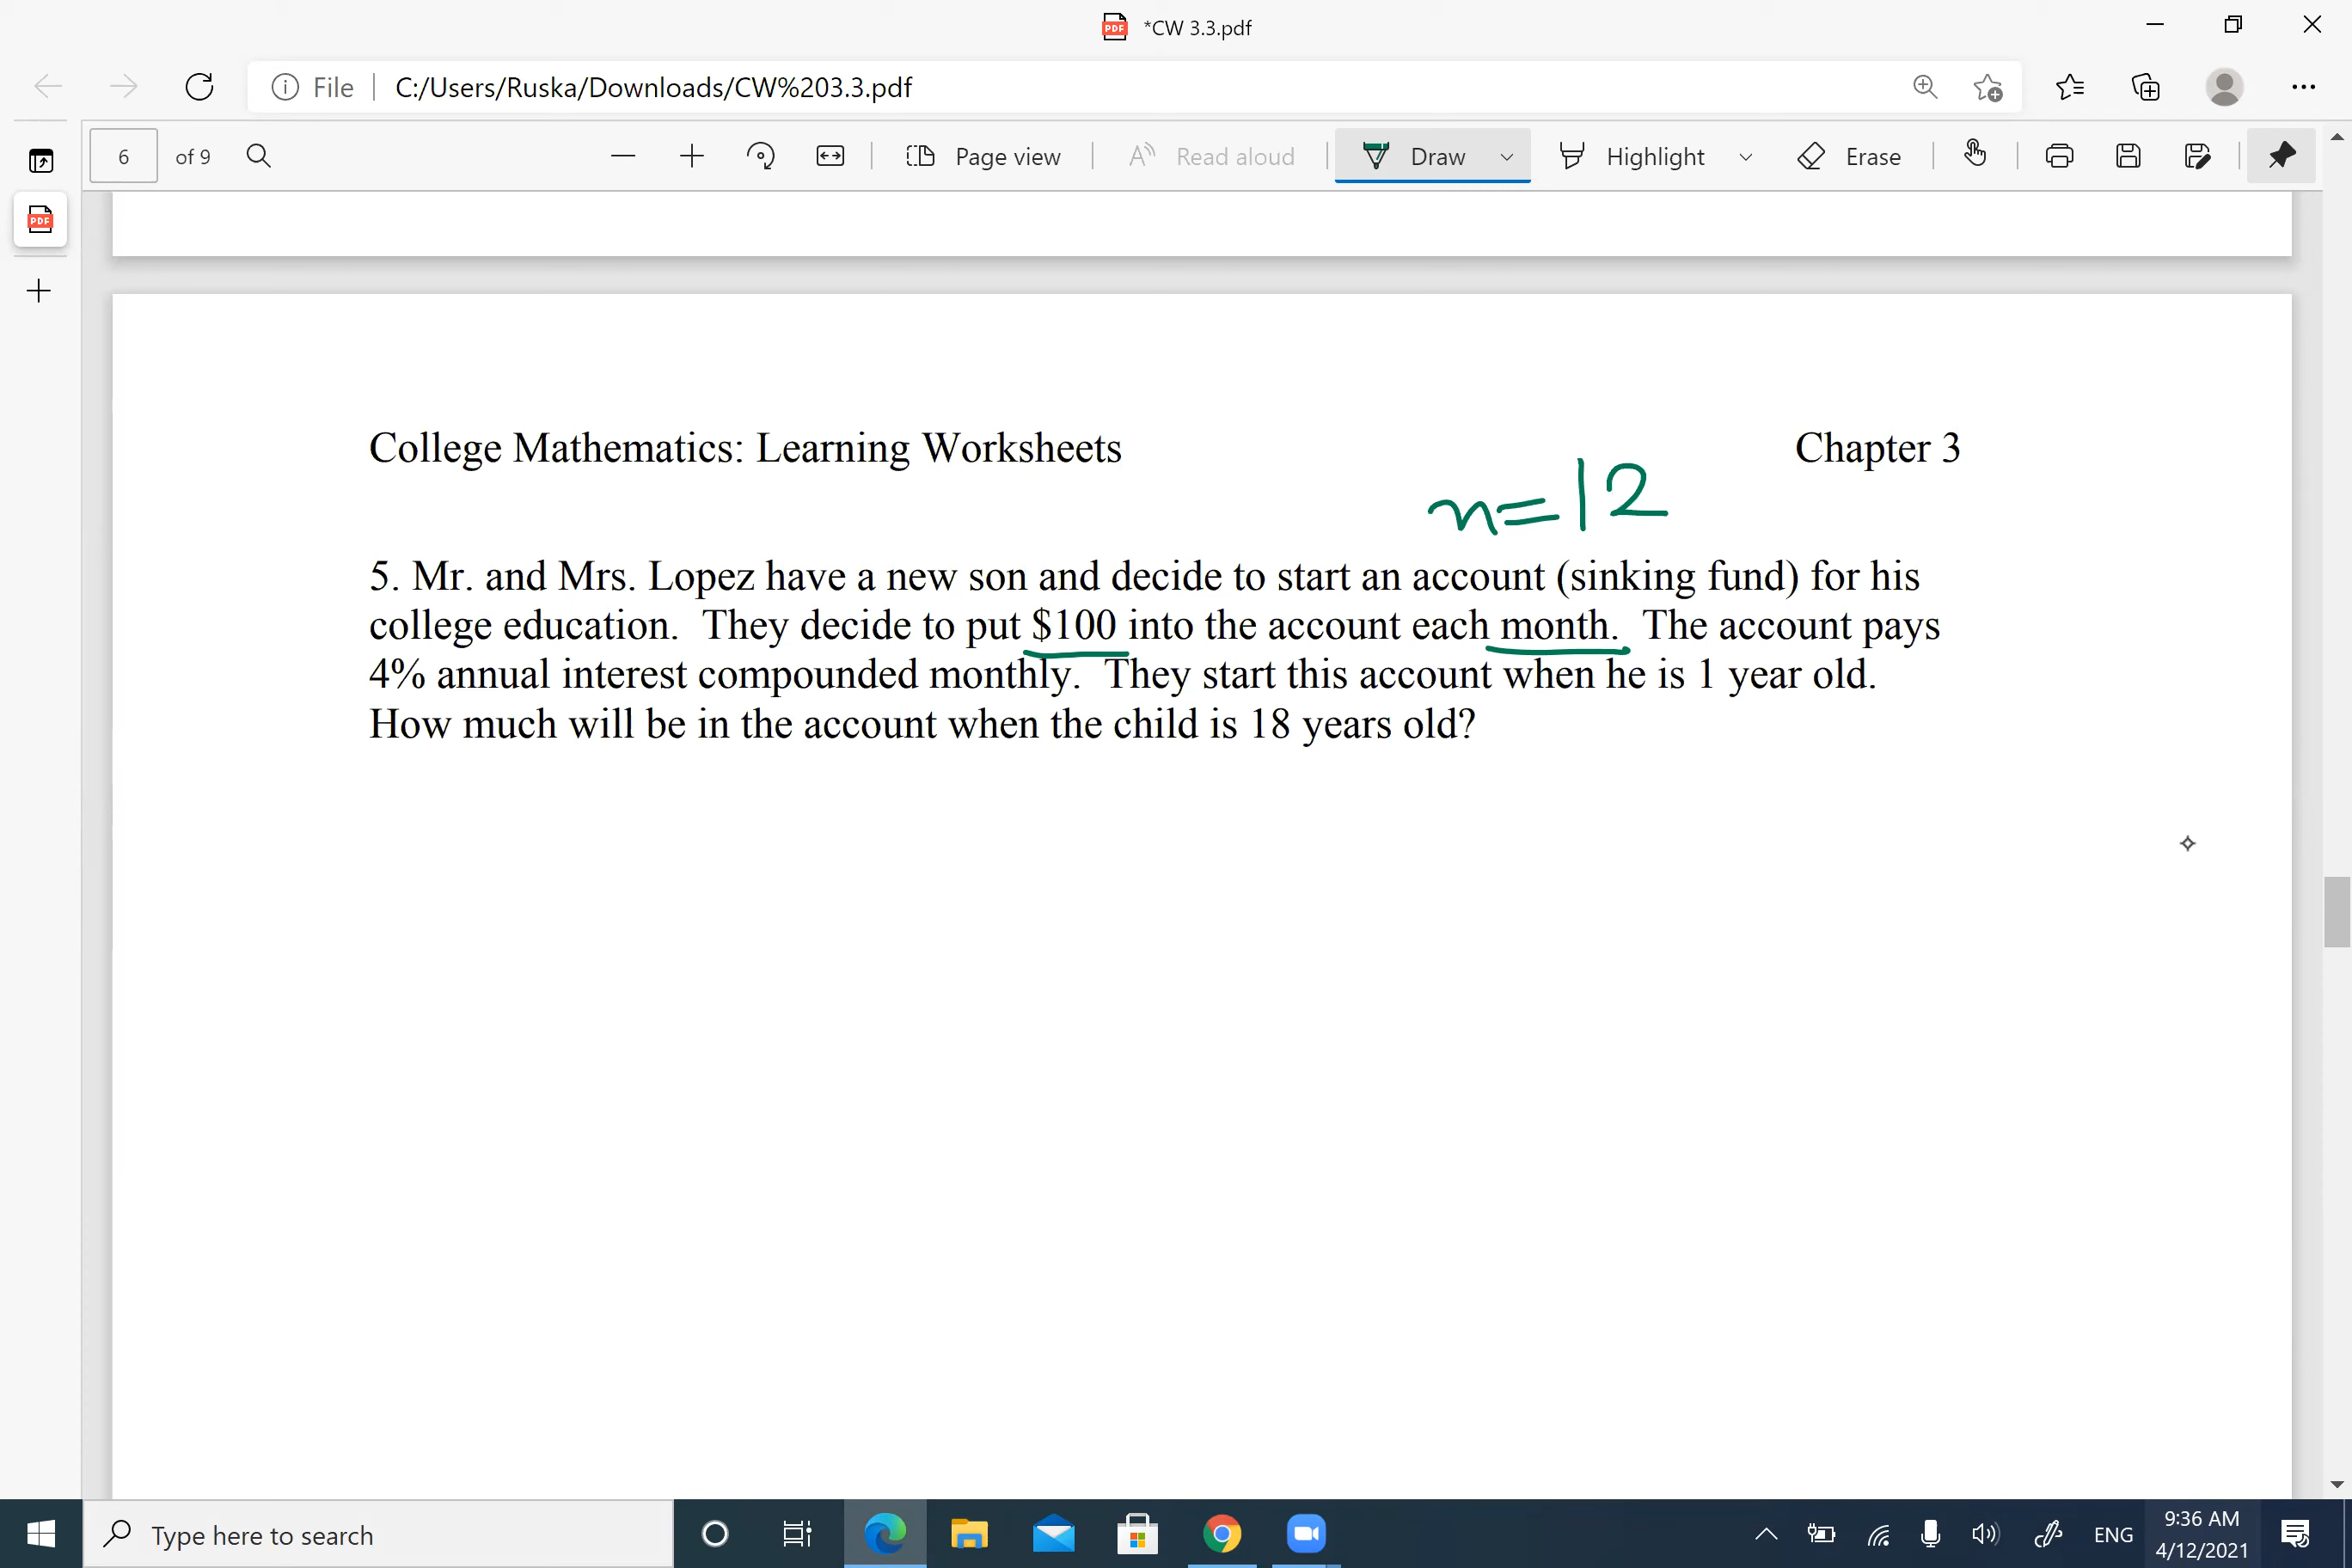 *CW 3.3.pdf
File C:/Users/Ruska/Downloads/CW%203.3.pdf
6 of 9 Page view Read aloud Draw Highlight Erase
College Mathematics: Learning Worksheets Chapter 3
n=12
5. Mr. and Mrs. Lopez have a new son and decide to start an account (sinking fund) for his
college education. They decide to put $100 into the account each month. The account pays
4% annual interest compounded monthly. They start this account when he is 1 year old.
How much will be in the account when the child is 18 years old?
Type here to search
ENG
9:36 AM
4/12/2021